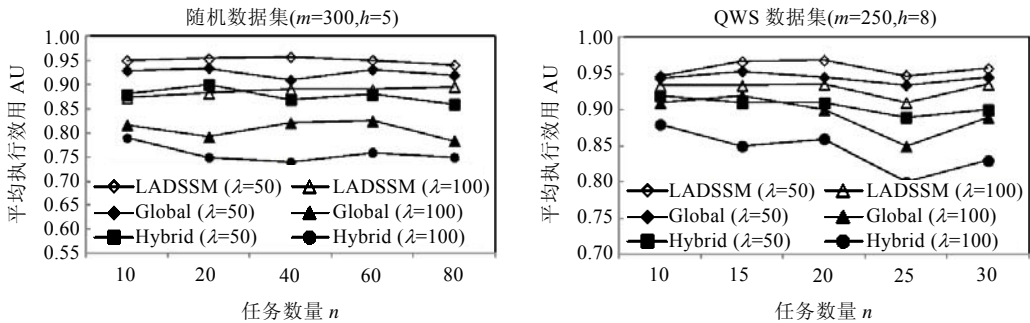 随机数据集(m=300,h=5)
平均执行效用 AU
1.00
0.95
0.90
0.85
0.80
0.75
0.70
0.65
0.60
0.55
LADSSM (λ=50) LADSSM (λ=100)
Global (λ=50) Global (λ=100)
Hybrid (λ=50) Hybrid (λ=100)
10 20 40 60 80
任务数量 n
QWS 数据集(m=250,h=8)
平均执行效用 AU
1.00
0.95
0.90
0.85
0.80
0.75
0.70
LADSSM (λ=50) LADSSM (λ=100)
Global (λ=50) Global (λ=100)
Hybrid (λ=50) Hybrid (λ=100)
10 15 20 25 30
任务数量 n